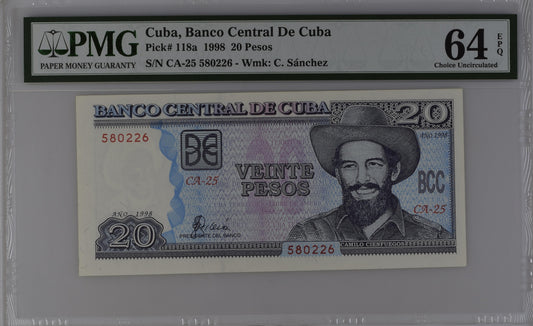 PMG
PAPER MONEY GUARANTY
Cuba, Banco Central De Cuba
Pick# 118a 1998 20 Pesos
S/N CA-25 580226 - Wmk: C. Sánchez
64 EPQ
Choice Uncirculated
BANCO CENTRAL DE CUBA
20
580226
AÑO 1998
VEINTE
PESOS
BCC
CA-25
CA-25
AÑO 1998
20
PRESIDENTE DEL BANCO
CAMILO CIENFUEGOS
580226